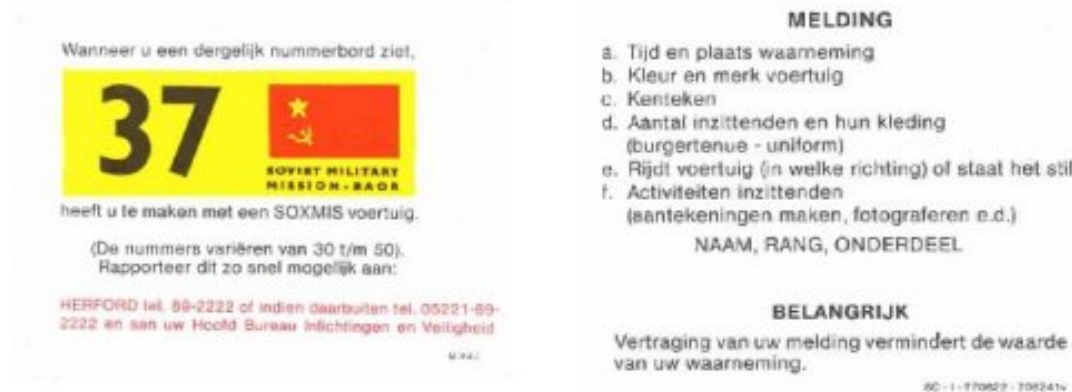 Wanneer u een dergelijk nummerbord ziet,
37
SOVIET MILITARY
MISSION - BAOR
heeft u te maken met een SOXMIS voertuig.
(De nummers variëren van 30 t/m 50).
Rapporteer dit zo snel mogelijk aan:
HERFORD tel. 89-2222 of indien daarbuiten tel. 05221-89-
2222 en aan uw Hoofd Bureau Inlichtingen en Veiligheid
MELDING
a. Tijd en plaats waarneming
b. Kleur en merk voertuig
c. Kenteken
d. Aantal inzittenden en hun kleding
(burgertenue - uniform)
e. Rijdt voertuig (in welke richting) of staat het stil
f. Activiteiten inzittenden
(aantekeningen maken, fotograferen e.d.)
NAAM, RANG, ONDERDEEL
BELANGRIJK
Vertraging van uw melding vermindert de waarde
van uw waarneming.